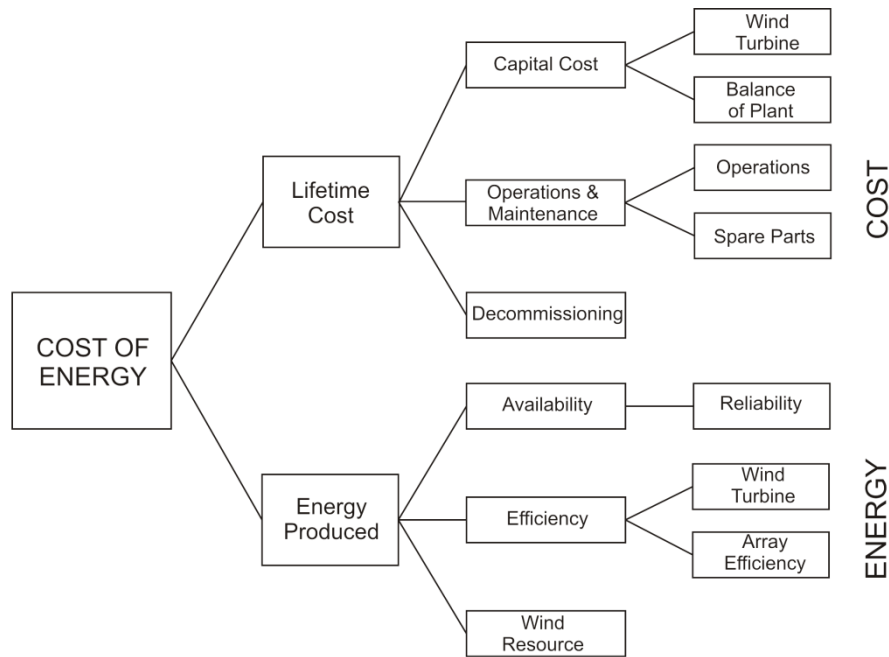 COST OF
ENERGY
Lifetime
Cost
Energy
Produced
Capital Cost
Operations &
Maintenance
Decommissioning
Availability
Efficiency
Wind
Resource
Wind
Turbine
Balance
of Plant
Operations
Spare Parts
Reliability
Wind
Turbine
Array
Efficiency
COST
ENERGY